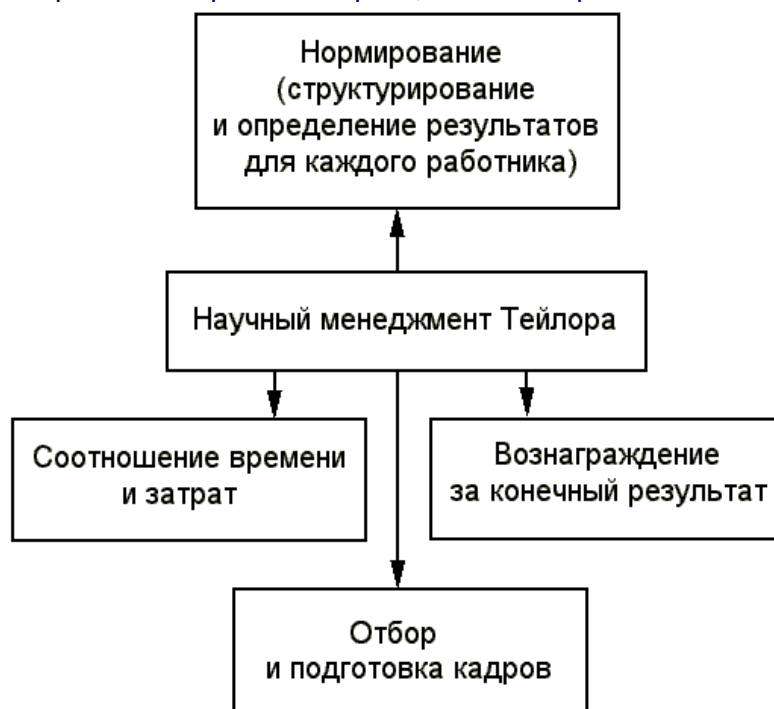 Нормирование
(структурирование
и определение результатов
для каждого работника)
Научный менеджмент Тейлора
Соотношение времени
и затрат
Вознаграждение
за конечный результат
Отбор
и подготовка кадров